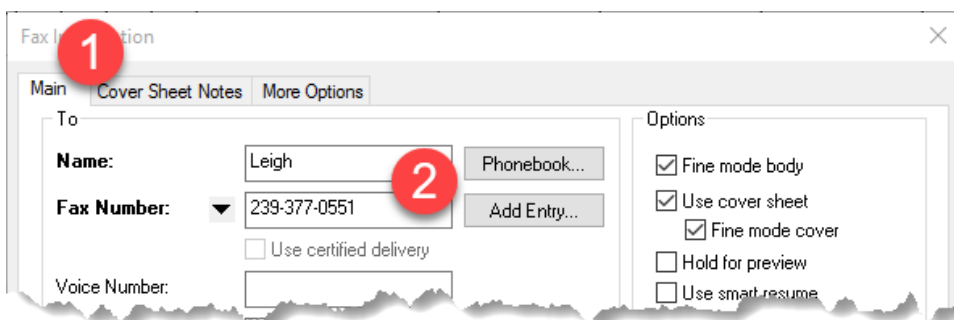 Fax I
tion
1
Main
Cover Sheet Notes
More Options
To
Name:
Leigh
2
Phonebook...
Fax Number:
239-377-0551
Add Entry...
Use certified delivery
Voice Number:
Options
Fine mode body
Use cover sheet
Fine mode cover
Hold for preview
Use smart resume